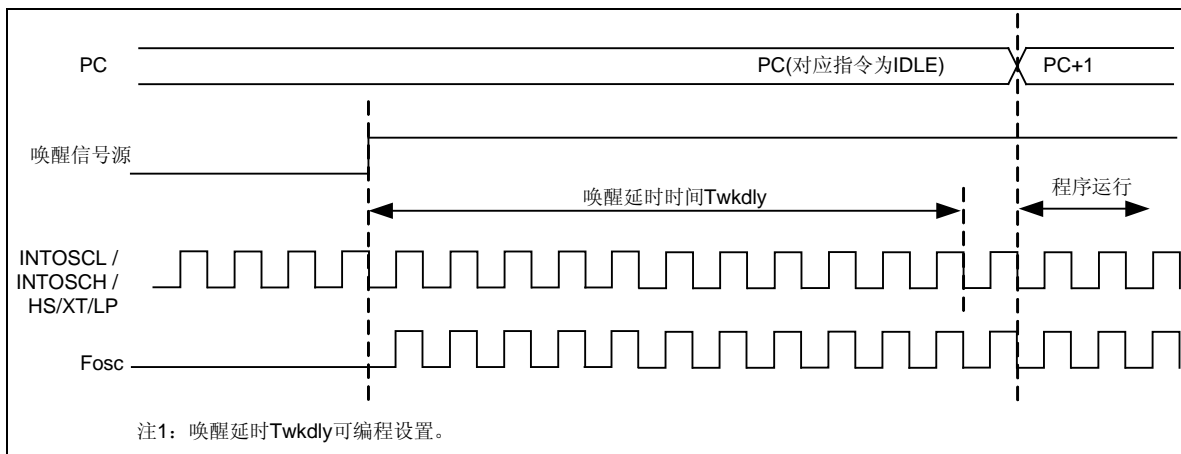 PC
PC(对应指令为IDLE)
PC+1
唤醒信号源
唤醒延时时间Twkdly
程序运行
INTOSCL /
INTOSCH /
HS/XT/LP
Fosc
注1：唤醒延时Twkdly可编程设置。